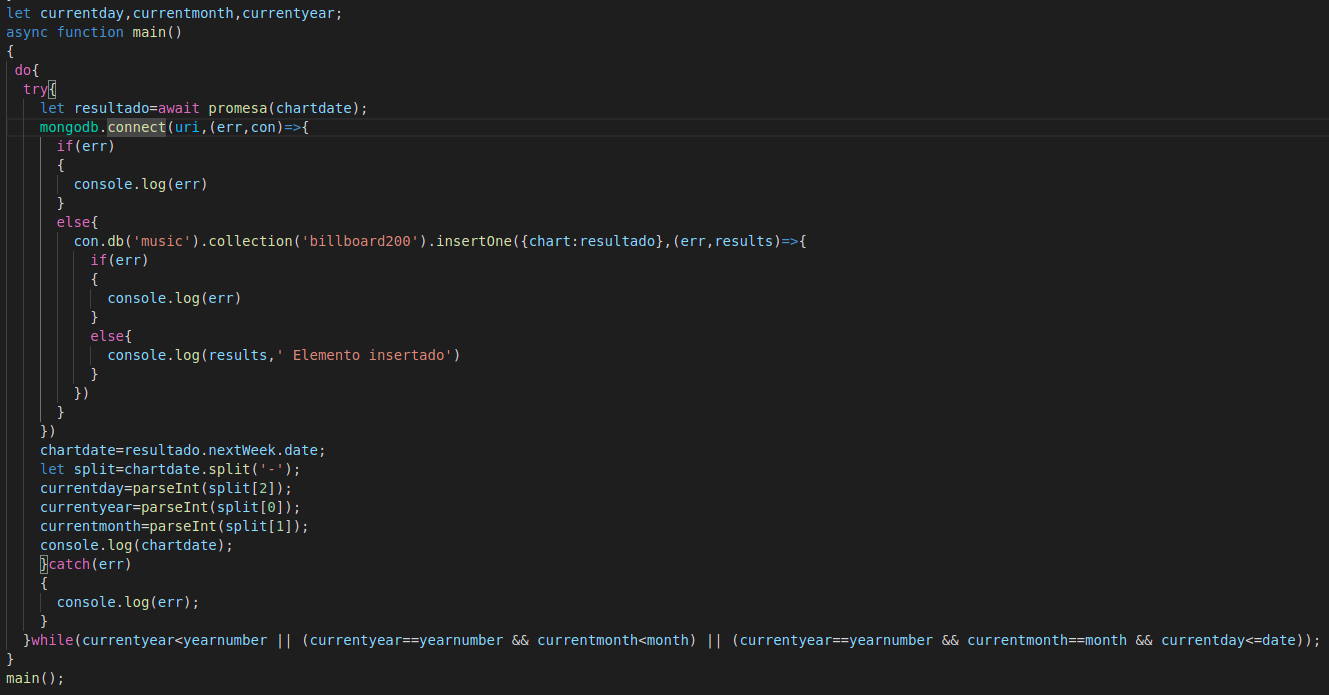 let currentday,currentmonth,currentyear;
async function main()
{
 do{
  try{
    let resultado=await promesa(chartdate);
    mongodb.connect(uri,(err,con)=>{
      if(err)
      {
        console.log(err)
      }
      else{
        con.db('music').collection('billboard200').insertOne({chart:resultado},(err,results)=>{
          if(err)
          {
            console.log(err)
          }
          else{
            console.log(results,' Elemento insertado')
          }
        })
      }
    })
    chartdate=resultado.nextWeek.date;
    let split=chartdate.split('-');
    currentday=parseInt(split[2]);
    currentyear=parseInt(split[0]);
    currentmonth=parseInt(split[1]);
    console.log(chartdate);
    }catch(err)
    {
      console.log(err);
    }
  }while(currentyear<yearnumber || (currentyear==yearnumber && currentmonth<month) || (currentyear==yearnumber && currentmonth==month && currentday<=date));
}
main();